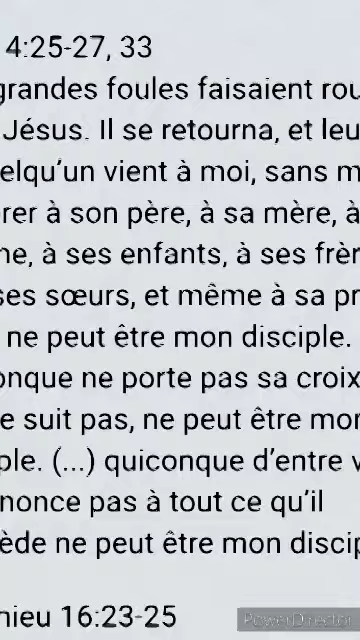 4:25-27, 33
grandes foules faisaient rou
Jésus. Il se retourna, et leu
elqu’un vient à moi, sans m
rer à son père, à sa mère, à
ne, à ses enfants, à ses frèr
ses sœurs, et même à sa pr
ne peut être mon disciple.
onque ne porte pas sa croix
e suit pas, ne peut être mon
ple. (...) quiconque d’entre v
nonce pas à tout ce qu’il
ède ne peut être mon discip
hieu 16:23-25
PowerDirector